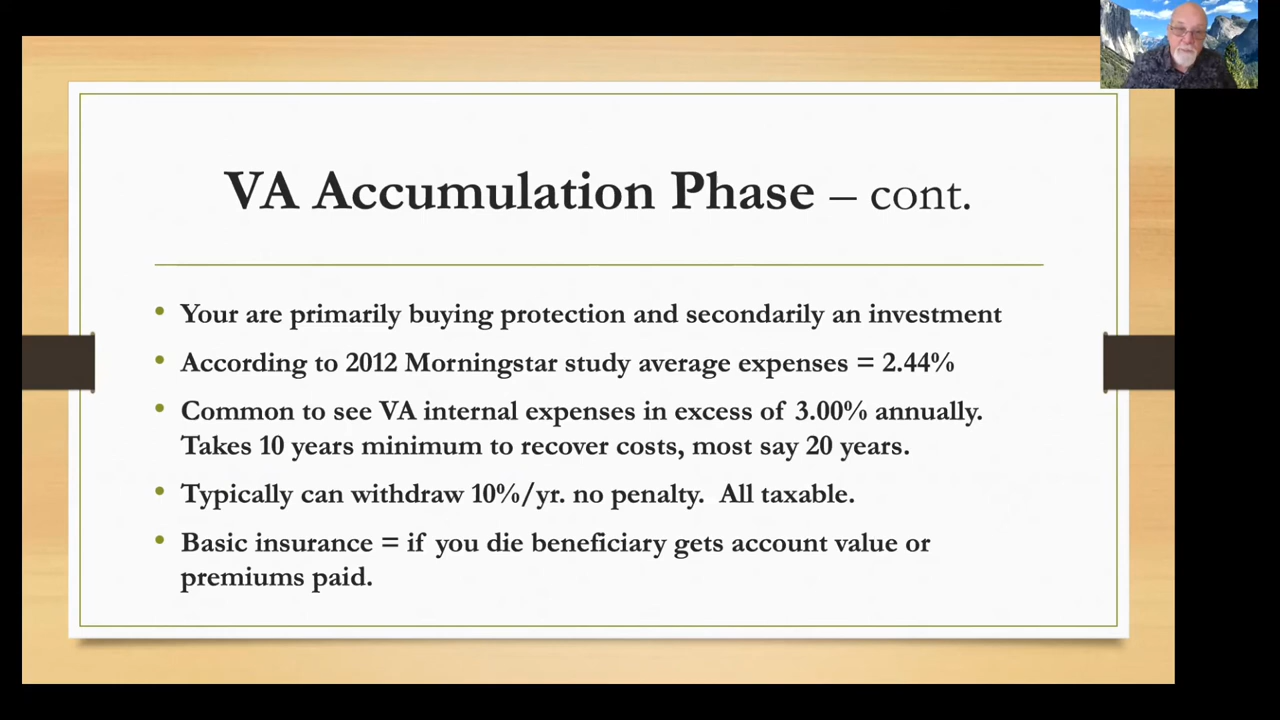 VA Accumulation Phase – cont.
• Your are primarily buying protection and secondarily an investment
• According to 2012 Morningstar study average expenses = 2.44%
• Common to see VA internal expenses in excess of 3.00% annually.
Takes 10 years minimum to recover costs, most say 20 years.
• Typically can withdraw 10%/yr. no penalty.  All taxable.
• Basic insurance = if you die beneficiary gets account value or
premiums paid.